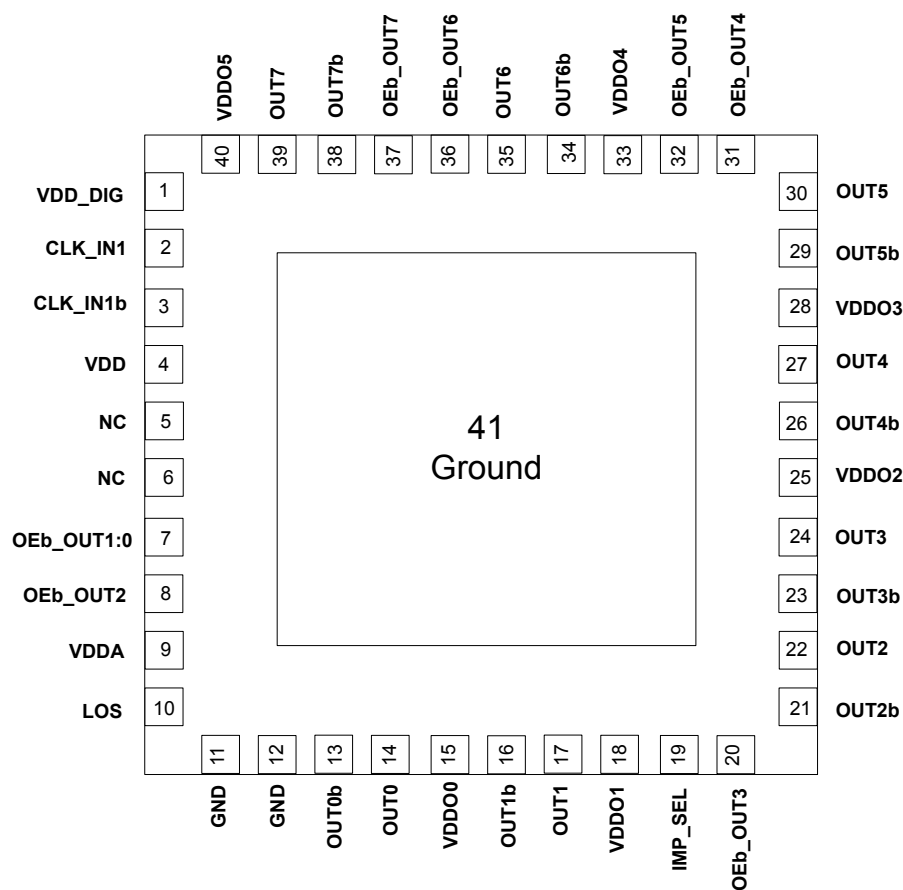 VDDO5
OUT7
OUT7b
OEb_OUT7
OEb_OUT6
OUT6
OUT6b
VDDO4
OEb_OUT5
OEb_OUT4
40
39
38
37
36
35
34
33
32
31
VDD_DIG 1
CLK_IN1 2
CLK_IN1b 3
VDD 4
NC 5
NC 6
OEb_OUT1:0 7
OEb_OUT2 8
VDDA 9
LOS 10
41
Ground
30 OUT5
29 OUT5b
28 VDDO3
27 OUT4
26 OUT4b
25 VDDO2
24 OUT3
23 OUT3b
22 OUT2
21 OUT2b
11
12
13
14
15
16
17
18
19
20
GND
GND
OUT0b
OUT0
VDDO0
OUT1b
OUT1
VDDO1
IMP_SEL
OEb_OUT3